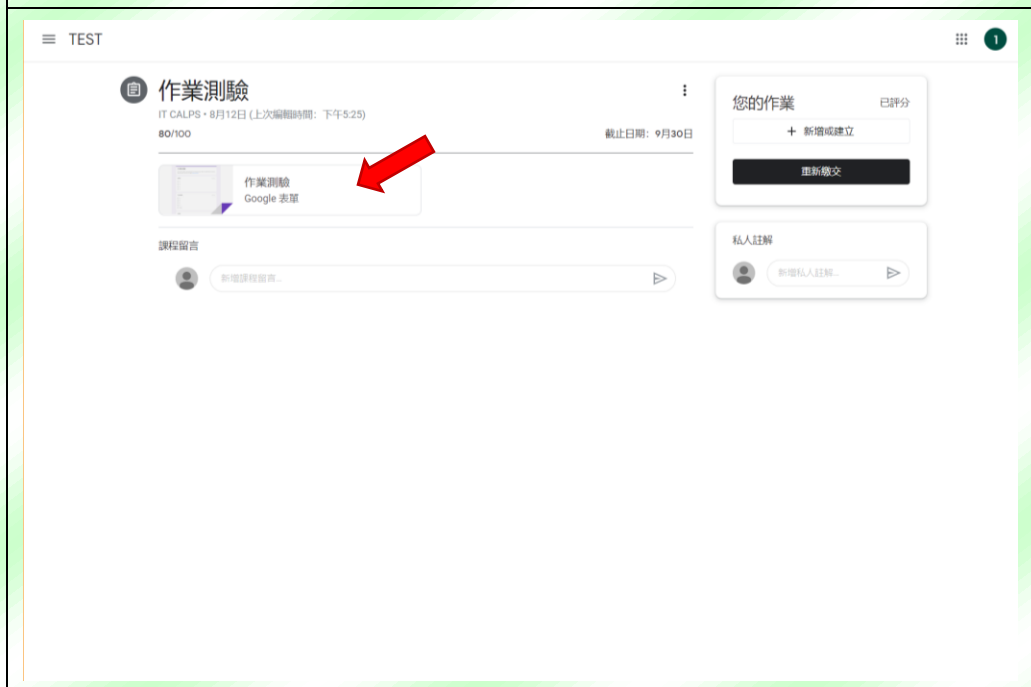 TEST
1
作業測驗
IT CALPS • 8月12日 (上次編輯時間：下午5:25)
80/100
截止日期：9月30日
作業測驗
Google 表單
課程留言
新增課程留言…
您的作業
已評分
+ 新增或建立
重新繳交
私人註解
新增私人註解…